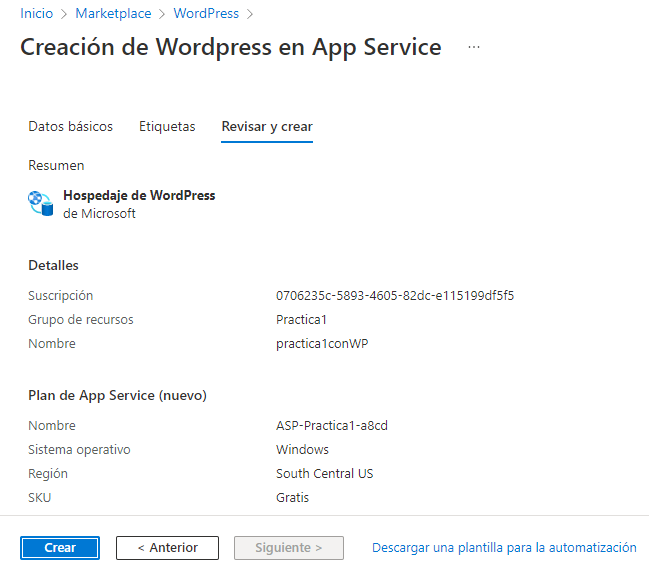 Inicio > Marketplace > WordPress >
Creación de Wordpress en App Service ...
Datos básicos Etiquetas Revisar y crear
Resumen
Hospedaje de WordPress
de Microsoft
Detalles
Suscripción 0706235c-5893-4605-82dc-e115199df5f5
Grupo de recursos Practica1
Nombre practica1conWP
Plan de App Service (nuevo)
Nombre ASP-Practica1-a8cd
Sistema operativo Windows
Región South Central US
SKU Gratis
Crear < Anterior Siguiente > Descargar una plantilla para la automatización